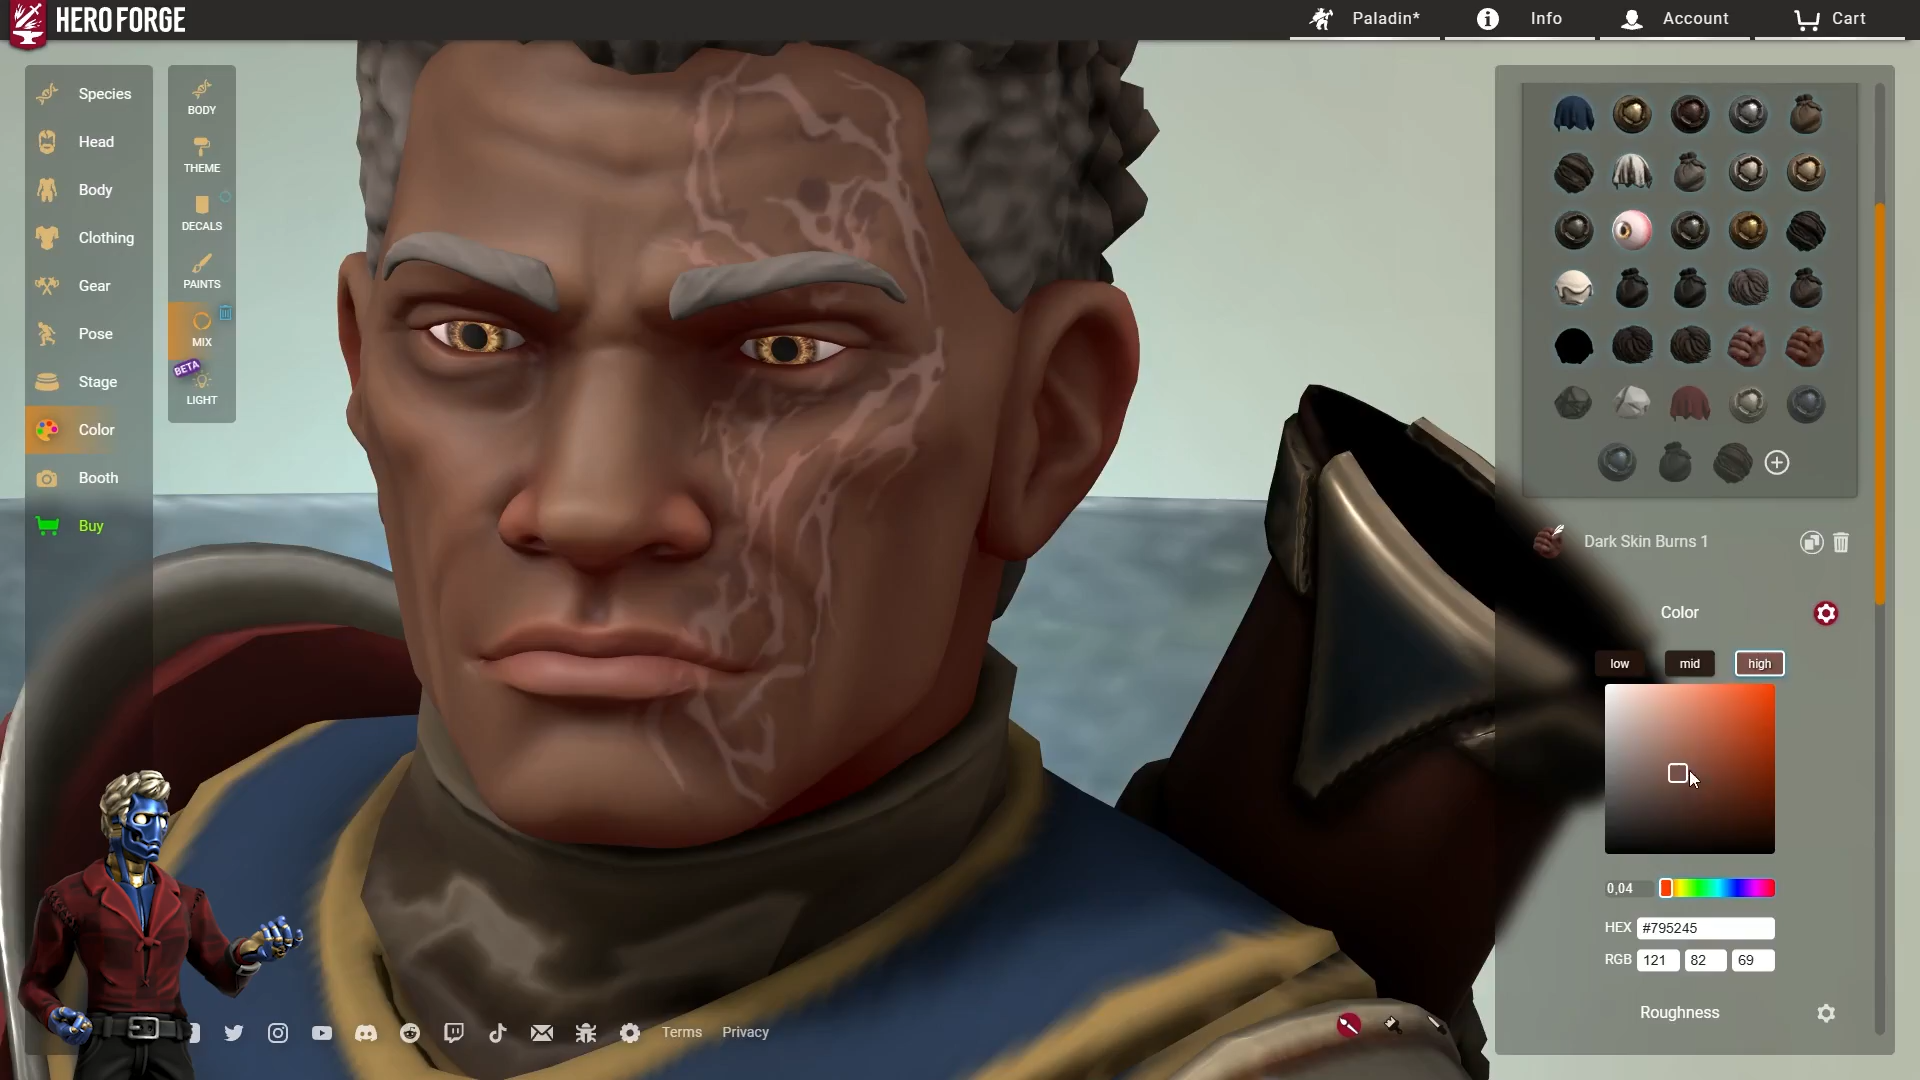 HERO FORGE
Paladin*
Info
Account
Cart
Species
Head
Body
Clothing
Gear
Pose
Stage
Color
Booth
Buy
BODY
THEME
DECALS
PAINTS
MIX
BETA
LIGHT
Dark Skin Burns 1
Color
low mid high
0,04
HEX #795245
RGB 121 82 69
Roughness
Terms Privacy